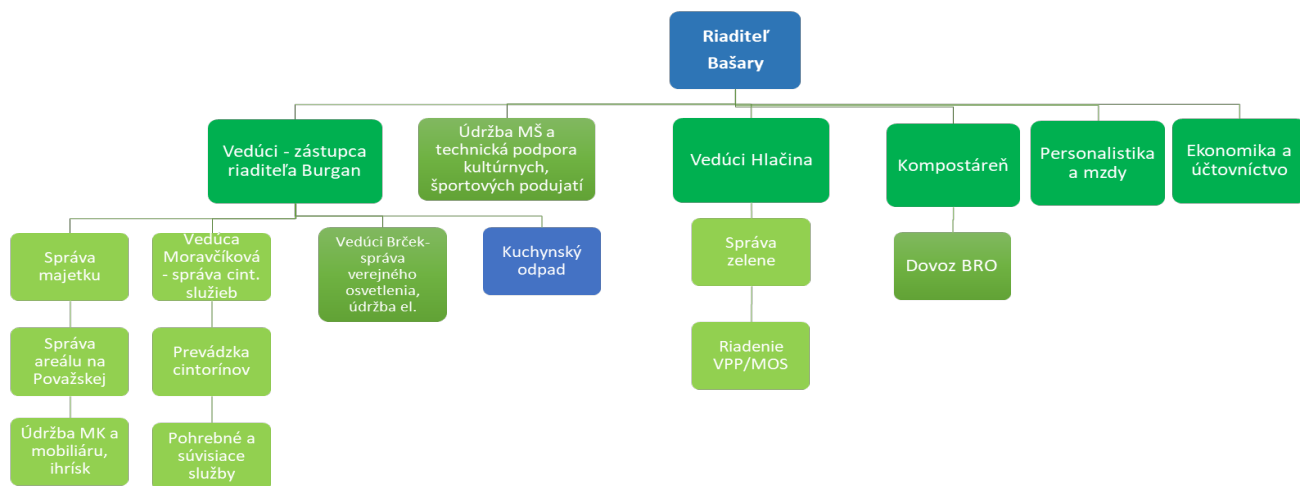 Riaditeľ
Bašary
Vedúci - zástupca
riaditeľa Burgan
Údržba MŠ a
technická podpora
kultúrnych,
športových podujatí
Vedúci Hlačina
Kompostáreň
Personalistika
a mzdy
Ekonomika a
účtovníctvo
Správa
majetku
Vedúca
Moravčíková
- správa cint.
služieb
Vedúci Brček-
správa
verejného
osvetlenia,
údržba el.
Kuchynský
odpad
Správa
zelene
Dovoz BRO
Správa
areálu na
Považskej
Prevádzka
cintorínov
Riadenie
VPP/MOS
Údržba MK a
mobiliáru,
ihrísk
Pohrebné a
súvisiace
služby